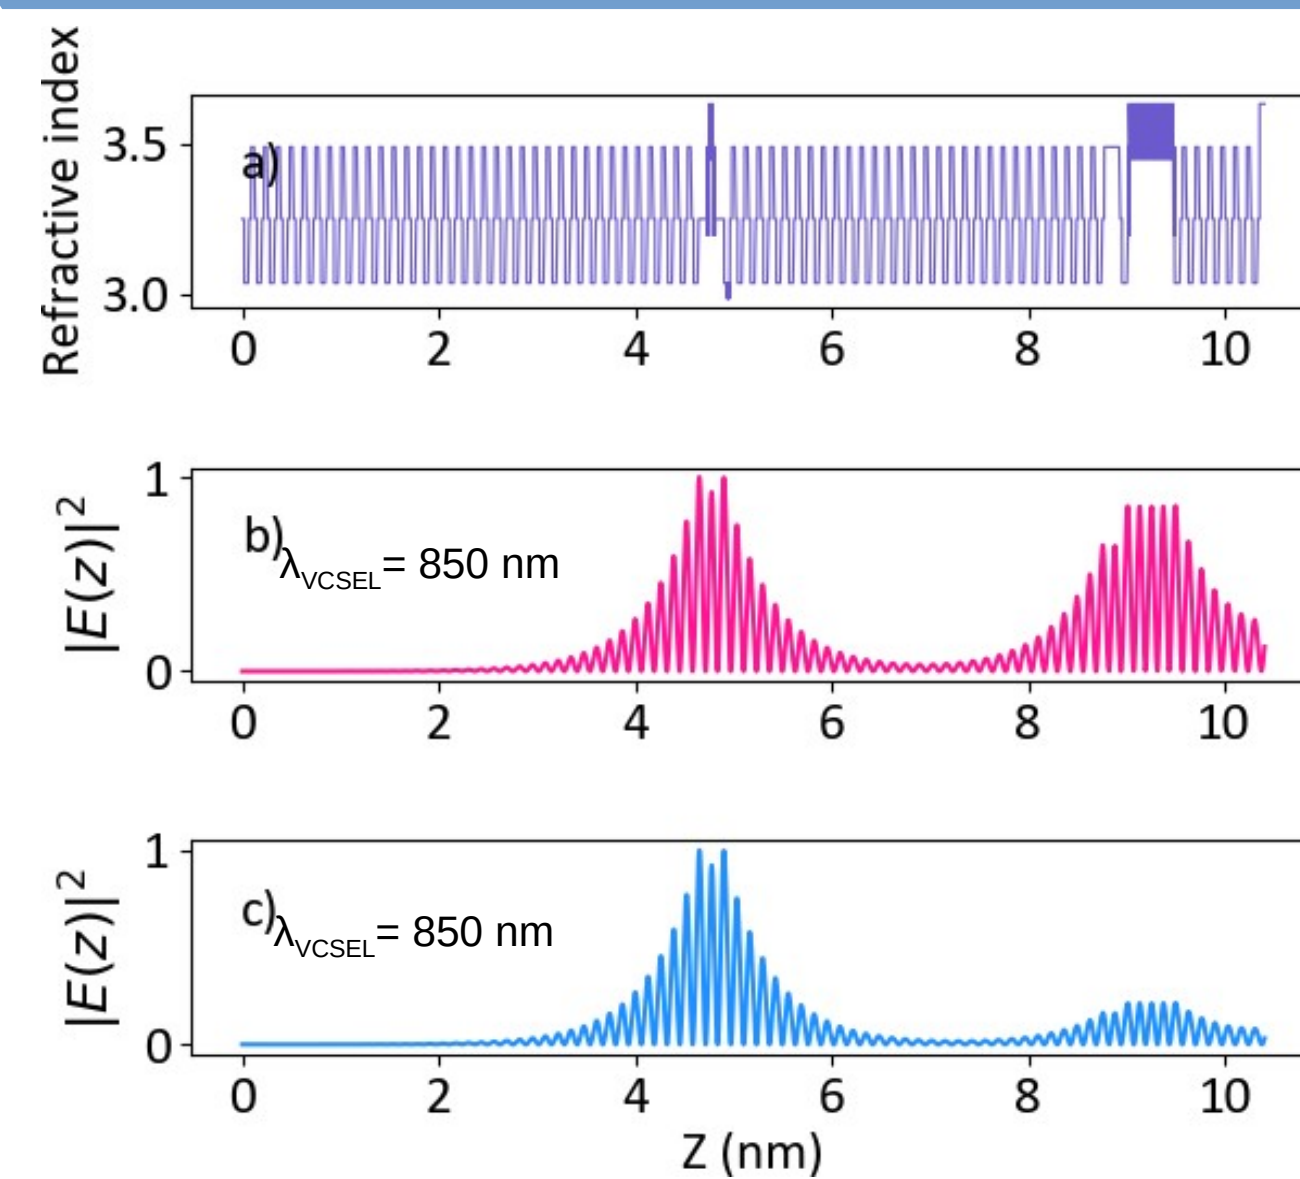 Refractive index
a)
3.5
3.0
0 2 4 6 8 10
|E(z)|²
b)
λVCSEL= 850 nm
1
0
0 2 4 6 8 10
|E(z)|²
c)
λVCSEL= 850 nm
1
0
0 2 4 6 8 10
Z (nm)